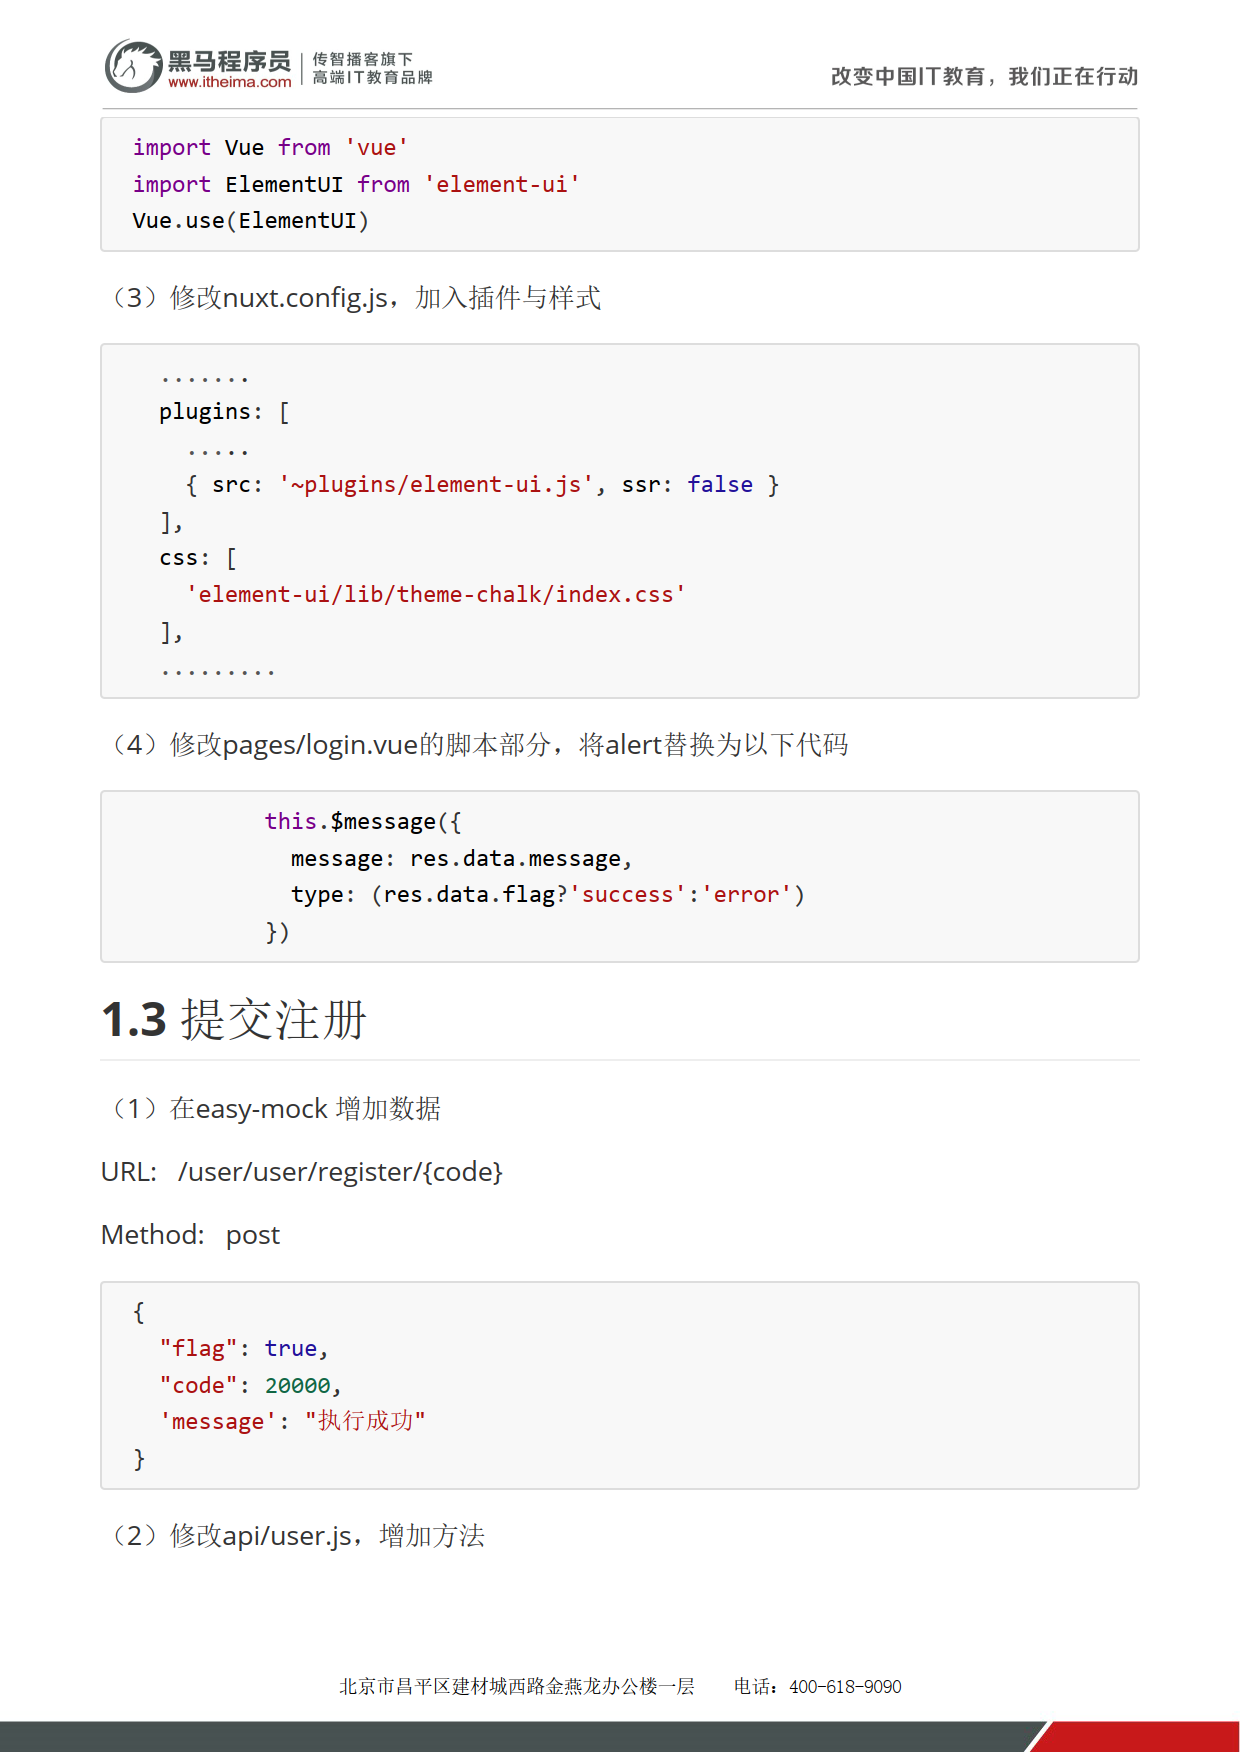 黑马程序员
www.itheima.com
传智播客旗下
高端IT教育品牌
改变中国IT教育，我们正在行动
import Vue from 'vue'
import ElementUI from 'element-ui'
Vue.use(ElementUI)
（3）修改nuxt.config.js，加入插件与样式
.......
plugins: [
.....
{ src: '~plugins/element-ui.js', ssr: false }
],
css: [
'element-ui/lib/theme-chalk/index.css'
],
.........
（4）修改pages/login.vue的脚本部分，将alert替换为以下代码
this.$message({
message: res.data.message,
type: (res.data.flag?'success':'error')
})
1.3 提交注册
（1）在easy-mock 增加数据
URL: /user/user/register/{code}
Method: post
{
"flag": true,
"code": 20000,
'message': "执行成功"
}
（2）修改api/user.js，增加方法
北京市昌平区建材城西路金燕龙办公楼一层 电话：400-618-9090